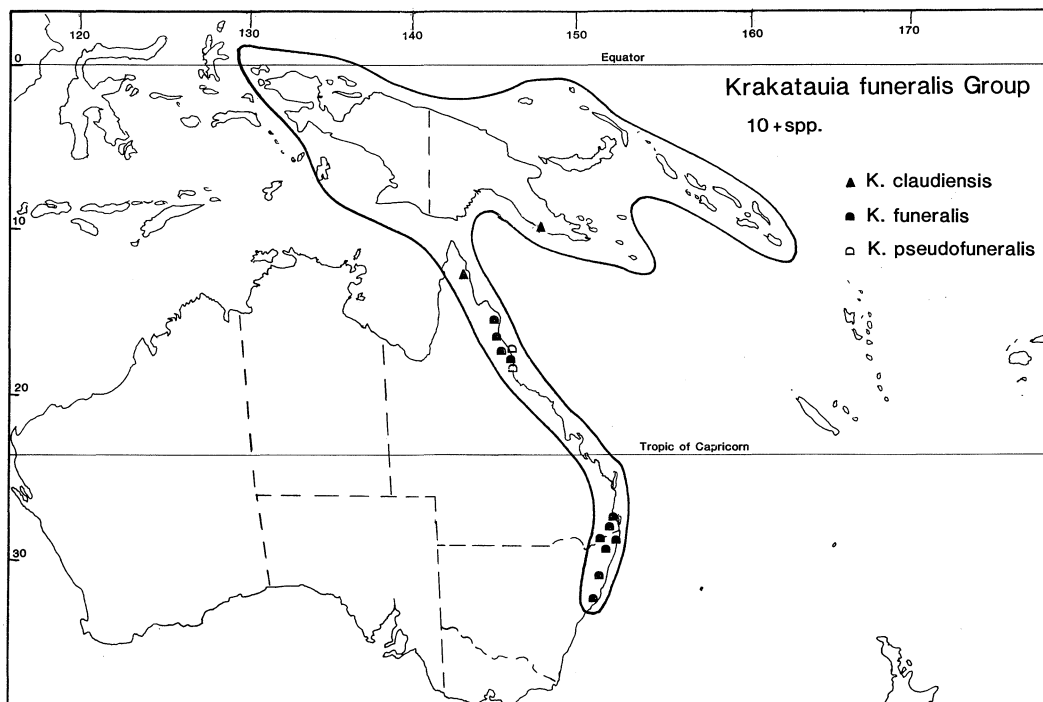 120 130 140 150 160 170
0 Equator
Krakatauia funeralis Group
10+spp.
K. claudiensis
K. funeralis
K. pseudofuneralis
10
20
Tropic of Capricorn
30